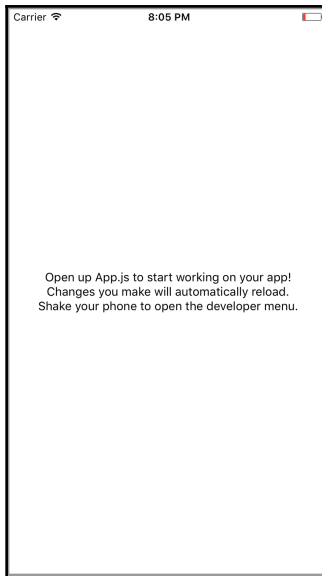 Carrier 8:05 PM
Open up App.js to start working on your app!
Changes you make will automatically reload.
Shake your phone to open the developer menu.